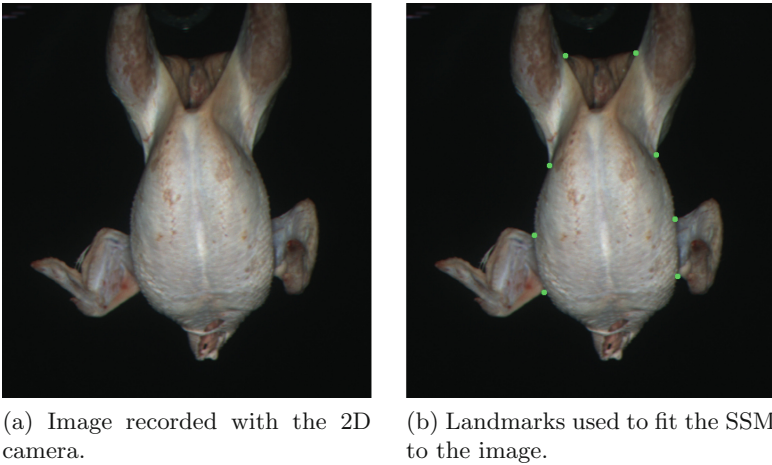 (a) Image recorded with the 2D
camera.
(b) Landmarks used to fit the SSM
to the image.